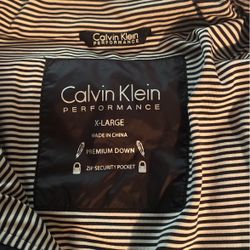 Calvin Klein
PERFORMANCE
Calvin Klein
PERFORMANCE
X-LARGE
MADE IN CHINA
PREMIUM DOWN
ZIP SECURITY POCKET